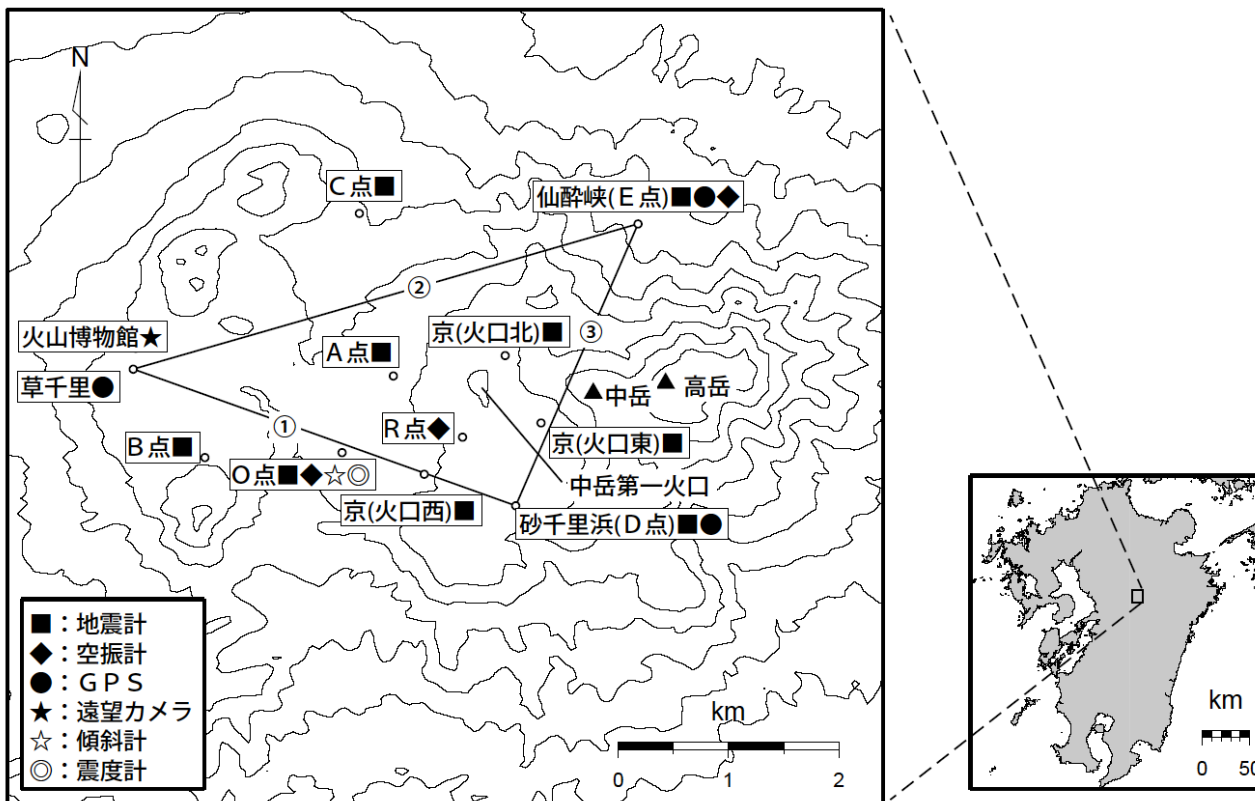 N
C点■
仙酔峡(E点)■●◆
②
③
火山博物館★
京(火口北)■
A点■
草千里●
▲中岳
▲ 高岳
①
R点◆
B点■
京(火口東)■
O点■◆☆◎
中岳第一火口
京(火口西)■
砂千里浜(D点)■●
■：地震計
◆：空振計
●：GPS
★：遠望カメラ
☆：傾斜計
◎：震度計
km
0 1 2
km
0 50